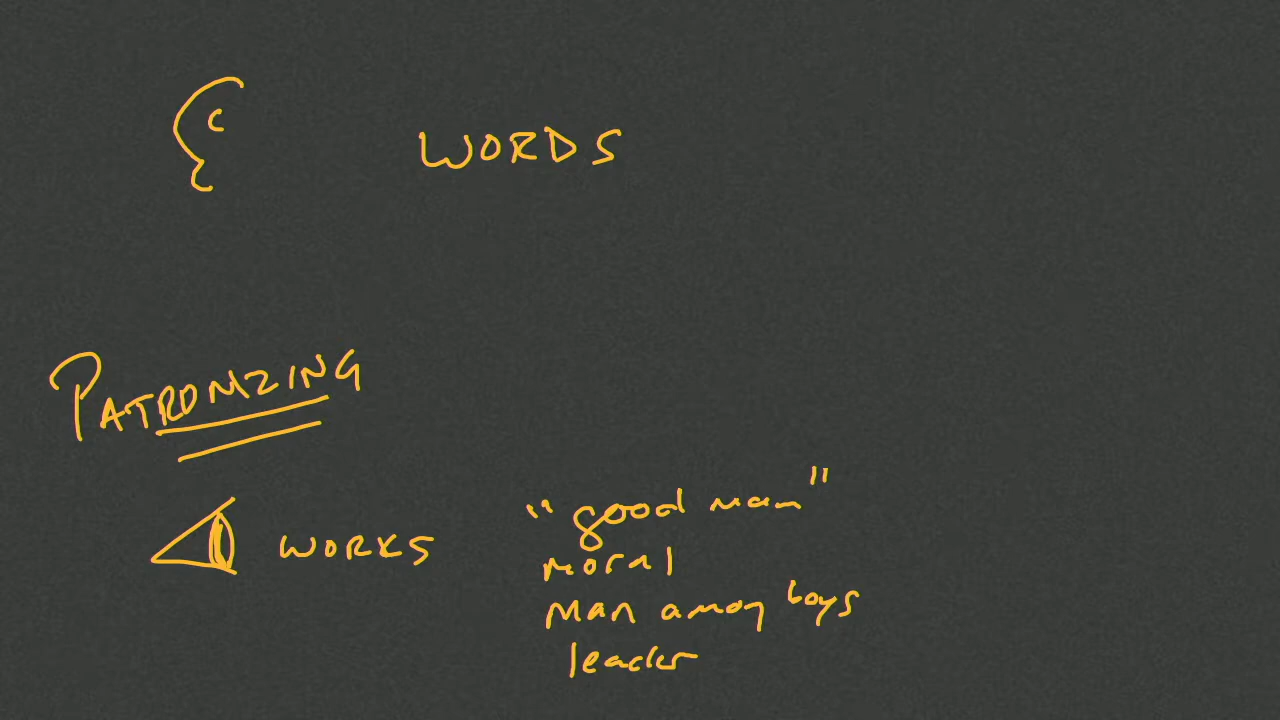 WORDS
PATRONIZING
WORKS
"good man"
moral
man among boys
leader